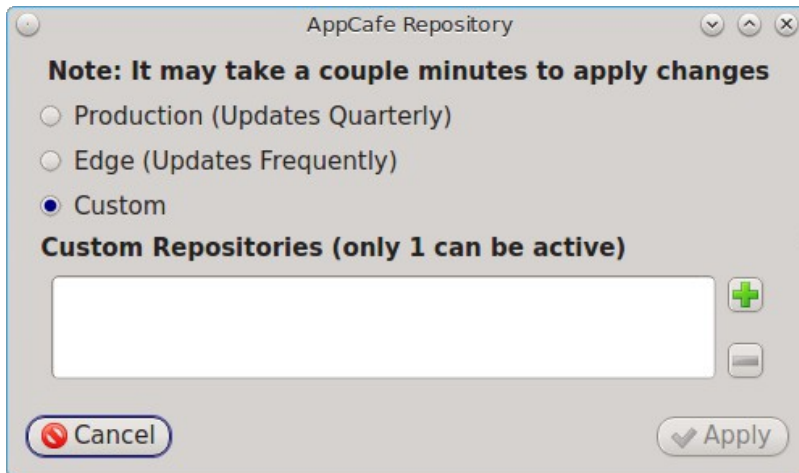 AppCafe Repository
Note: It may take a couple minutes to apply changes
Production (Updates Quarterly)
Edge (Updates Frequently)
Custom
Custom Repositories (only 1 can be active)
Cancel
Apply